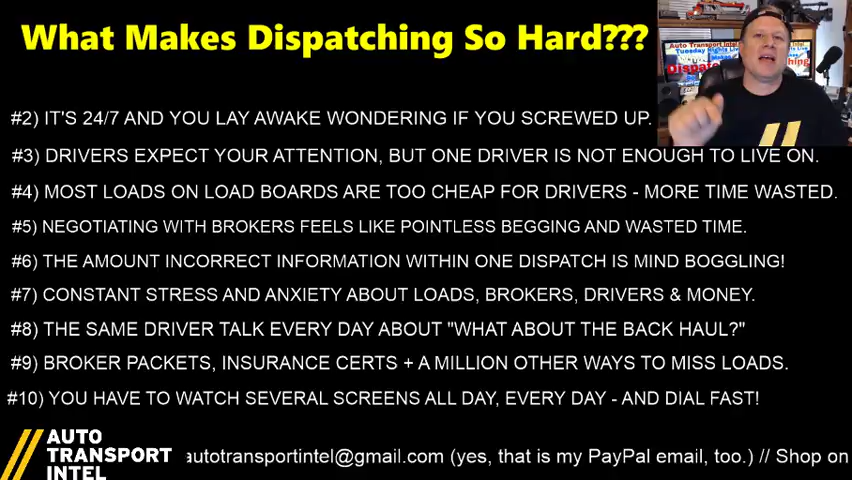 What Makes Dispatching So Hard???
#2) IT'S 24/7 AND YOU LAY AWAKE WONDERING IF YOU SCREWED UP.
#3) DRIVERS EXPECT YOUR ATTENTION, BUT ONE DRIVER IS NOT ENOUGH TO LIVE ON.
#4) MOST LOADS ON LOAD BOARDS ARE TOO CHEAP FOR DRIVERS - MORE TIME WASTED.
#5) NEGOTIATING WITH BROKERS FEELS LIKE POINTLESS BEGGING AND WASTED TIME.
#6) THE AMOUNT INCORRECT INFORMATION WITHIN ONE DISPATCH IS MIND BOGGLING!
#7) CONSTANT STRESS AND ANXIETY ABOUT LOADS, BROKERS, DRIVERS & MONEY.
#8) THE SAME DRIVER TALK EVERY DAY ABOUT "WHAT ABOUT THE BACK HAUL?"
#9) BROKER PACKETS, INSURANCE CERTS + A MILLION OTHER WAYS TO MISS LOADS.
#10) YOU HAVE TO WATCH SEVERAL SCREENS ALL DAY, EVERY DAY - AND DIAL FAST!
AUTO
TRANSPORT
INTEL
autotransportintel@gmail.com (yes, that is my PayPal email, too.) // Shop on
Auto Transport Intel
Tuesday Nights Live